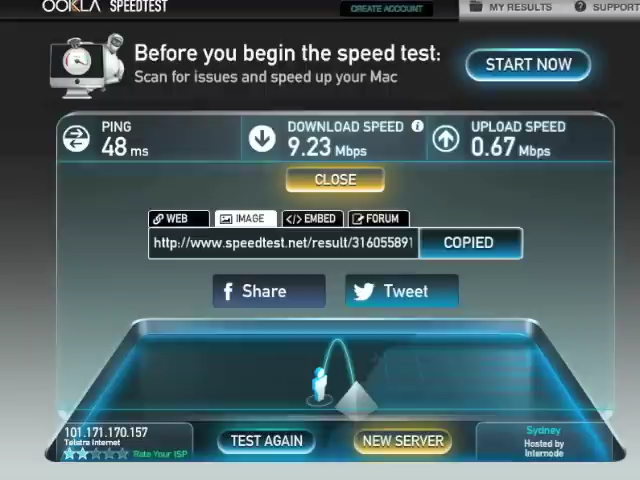 OOKLA SPEEDTEST
CREATE ACCOUNT
MY RESULTS
SUPPORT
Before you begin the speed test:
Scan for issues and speed up your Mac
START NOW
PING
48 ms
DOWNLOAD SPEED
9.23 Mbps
UPLOAD SPEED
0.67 Mbps
CLOSE
WEB
IMAGE
</> EMBED
FORUM
http://www.speedtest.net/result/316055891
COPIED
f Share
Tweet
101.171.170.157
Telstra Internet
Rate Your ISP
TEST AGAIN
NEW SERVER
Sydney
Hosted by
Internode